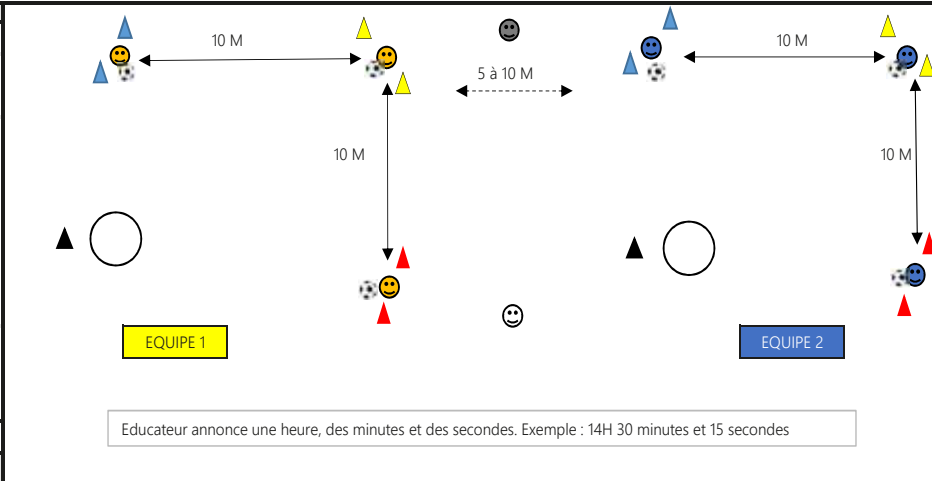 10 M
10 M
5 à 10 M
10 M
10 M
EQUIPE 1
EQUIPE 2
Educateur annonce une heure, des minutes et des secondes. Exemple : 14H 30 minutes et 15 secondes